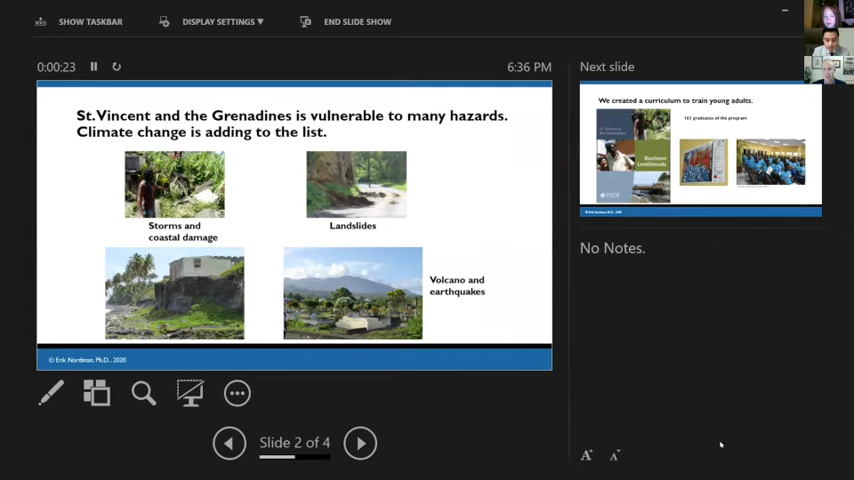 SHOW TASKBAR
DISPLAY SETTINGS ▼
END SLIDE SHOW
0:00:23
6:36 PM
St. Vincent and the Grenadines is vulnerable to many hazards.
Climate change is adding to the list.
Storms and
coastal damage
Landslides
Volcano and
earthquakes
© Erik Nordman, Ph.D., 2020
Slide 2 of 4
Next slide
We created a curriculum to train young adults.
163 graduates of the program
Resilient
Livelihoods
PADF
No Notes.
A
A